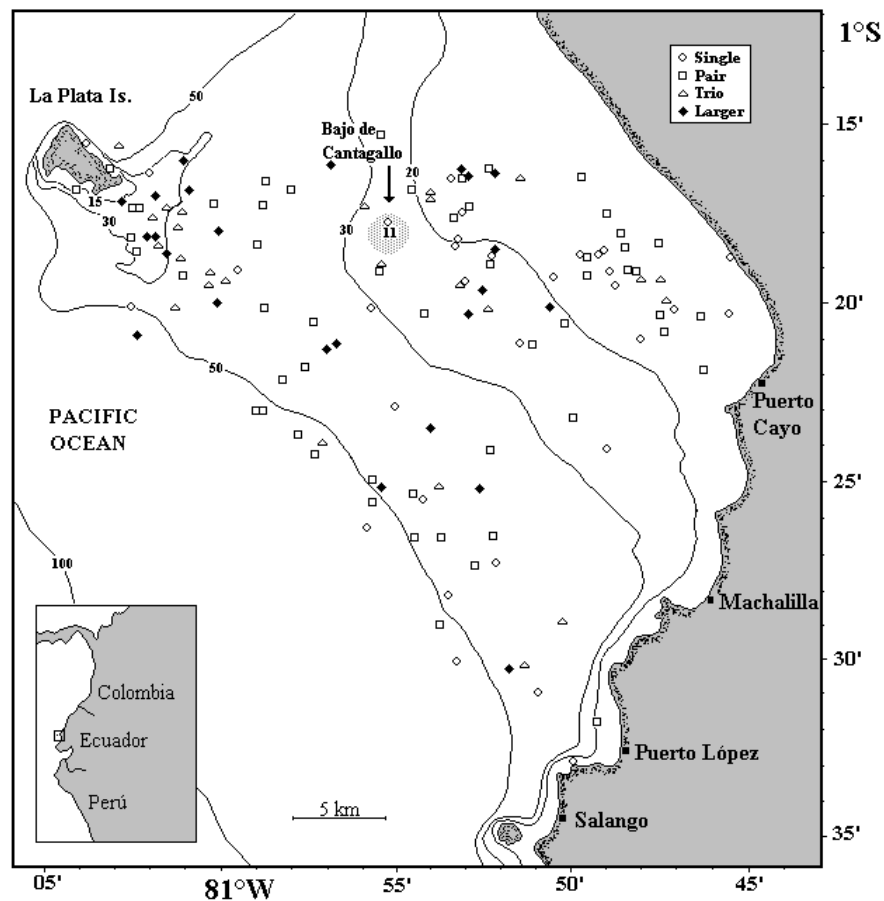 1°S
Single
Pair
Trio
Larger
La Plata Is.
50
15'
Bajo de
Cantagallo
20
15
30
30
11
20'
50
PACIFIC
OCEAN
Puerto
Cayo
25'
100
Machalilla
Colombia
Ecuador
Perú
30'
Puerto López
5 km
Salango
35'
05'
81°W
55'
50'
45'